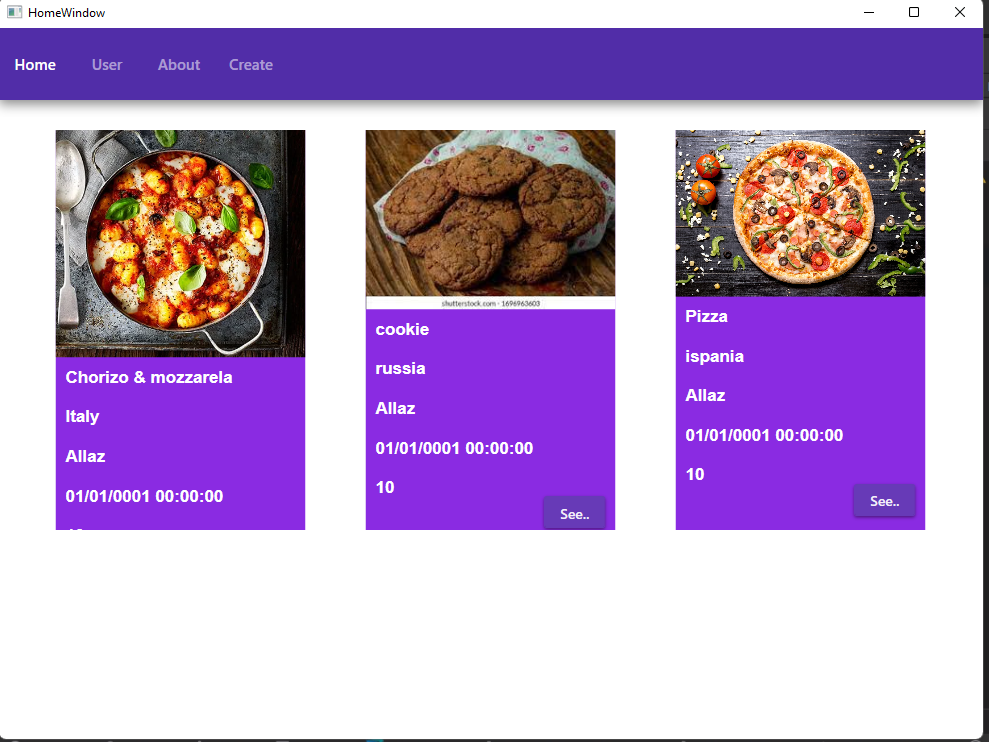 HomeWindow
Home User About Create
Chorizo & mozzarela
Italy
Allaz
01/01/0001 00:00:00
shutterstock.com · 1696963603
cookie
russia
Allaz
01/01/0001 00:00:00
10
See..
Pizza
ispania
Allaz
01/01/0001 00:00:00
10
See..